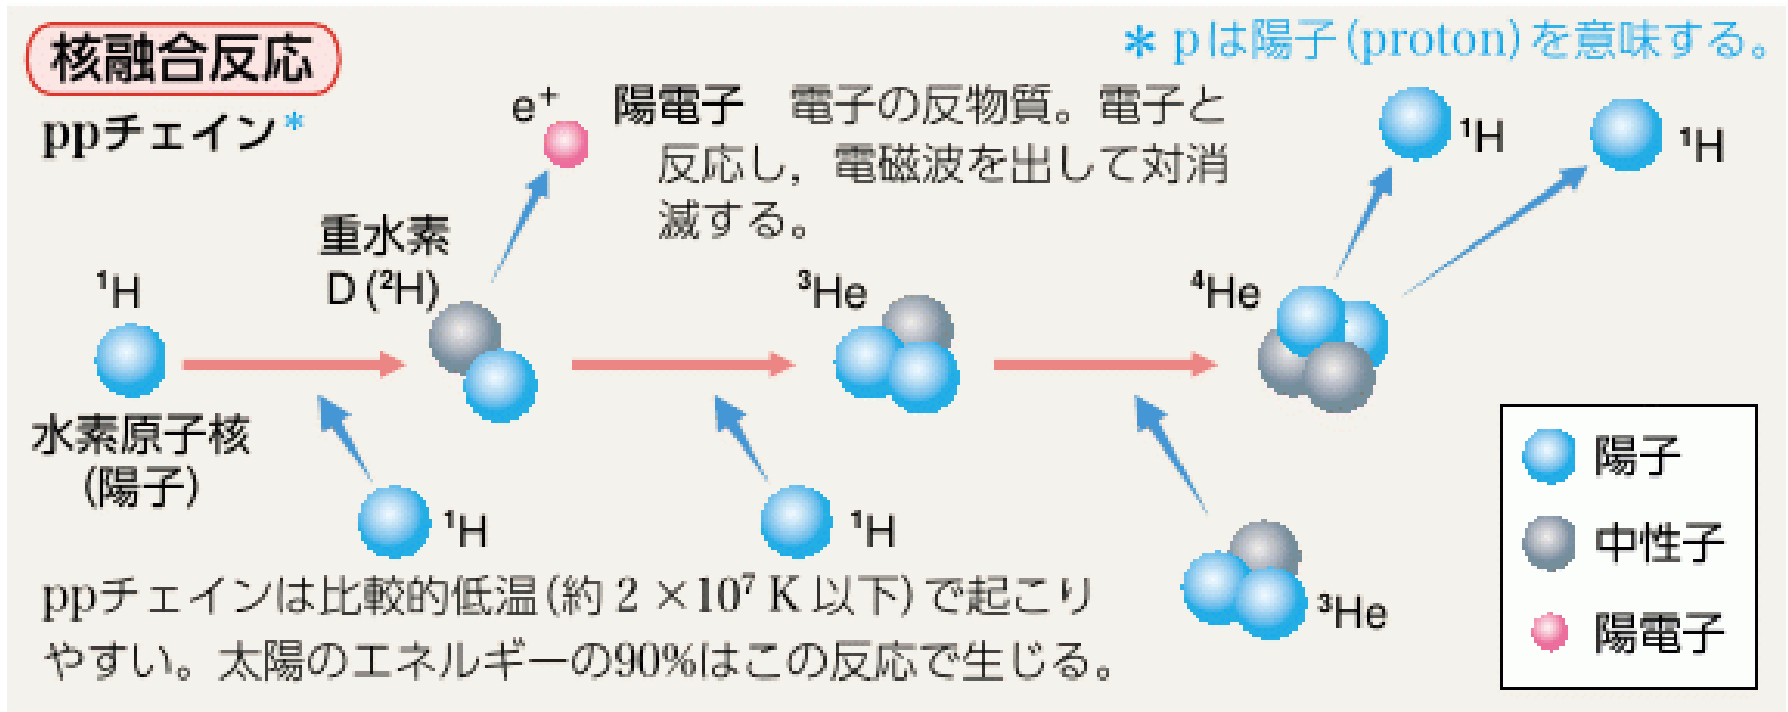 核融合反応
ppチェイン*
* pは陽子(proton)を意味する。
e⁺
陽電子 電子の反物質。電子と
反応し，電磁波を出して対消
滅する。
¹H
¹H
重水素
D(²H)
¹H
³He
⁴He
水素原子核
(陽子)
¹H
¹H
³He
陽子
中性子
陽電子
ppチェインは比較的低温(約2×10⁷K以下)で起こり
やすい。太陽のエネルギーの90%はこの反応で生じる。